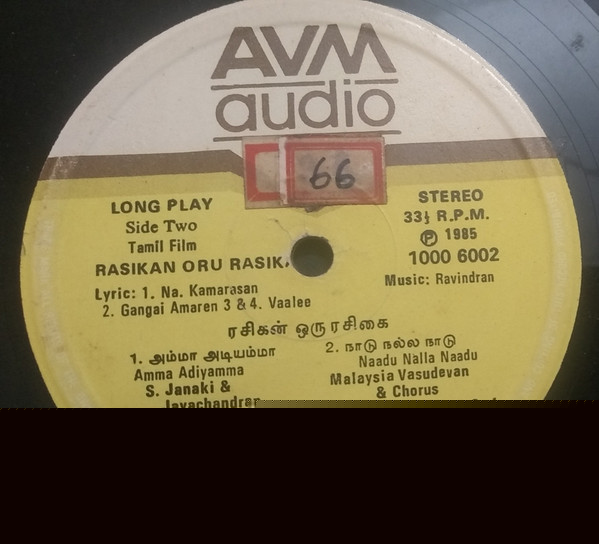 AVM
audio
66
LONG PLAY
Side Two
Tamil Film
RASIKAN ORU
Lyric: 1. Na. Kamarasan
2. Gangai Amaren 3 & 4. Vaalee
STEREO
33⅓ R.P.M.
Ⓟ 1985
1000 6002
Music: Ravindran
ரசிகன் ஒரு ரசிகை
1. அம்மா அடியம்மா
Amma Adiyamma
S. Janaki &
Jayachandran
2. நாடு நல்ல நாடு
Naadu Nalla Naadu
Malaysia Vasudevan
& Chorus